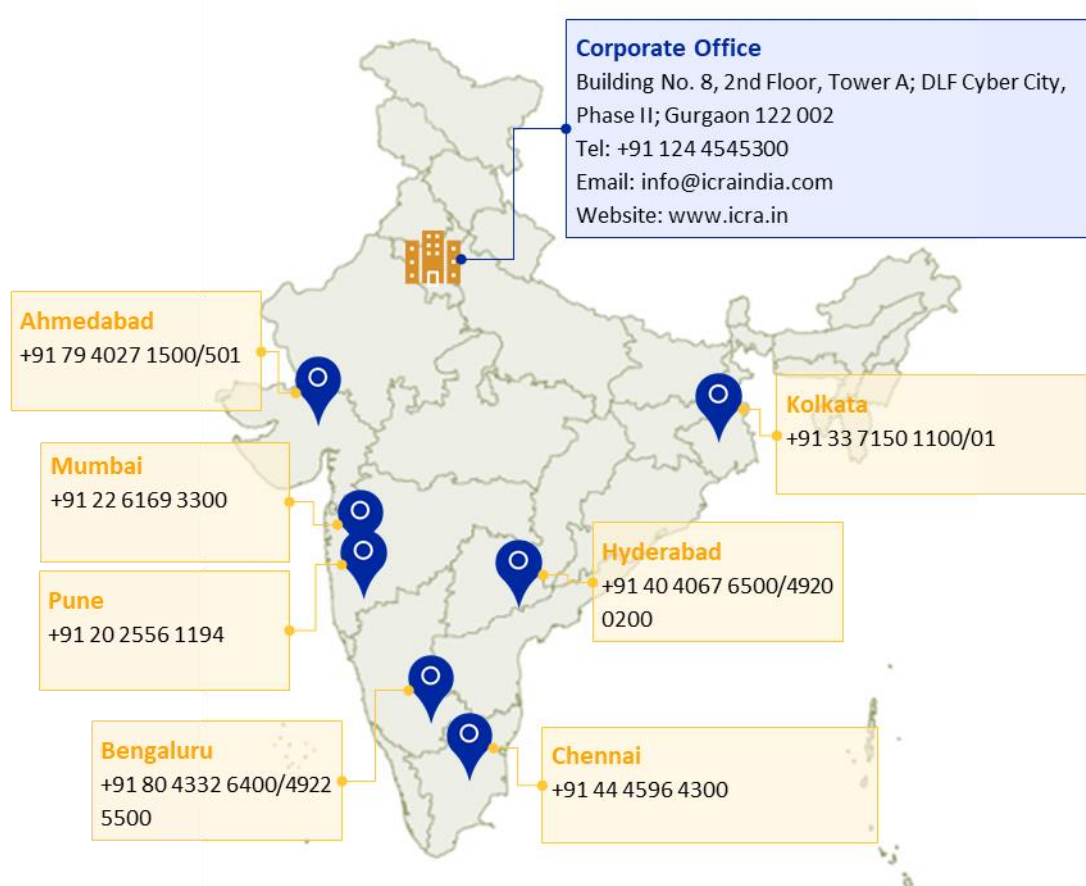 Corporate Office
Building No. 8, 2nd Floor, Tower A; DLF Cyber City,
Phase II; Gurgaon 122 002
Tel: +91 124 4545300
Email: info@icraindia.com
Website: www.icra.in
Ahmedabad
+91 79 4027 1500/501
Kolkata
+91 33 7150 1100/01
Mumbai
+91 22 6169 3300
Hyderabad
+91 40 4067 6500/4920
0200
Pune
+91 20 2556 1194
Bengaluru
+91 80 4332 6400/4922
5500
Chennai
+91 44 4596 4300